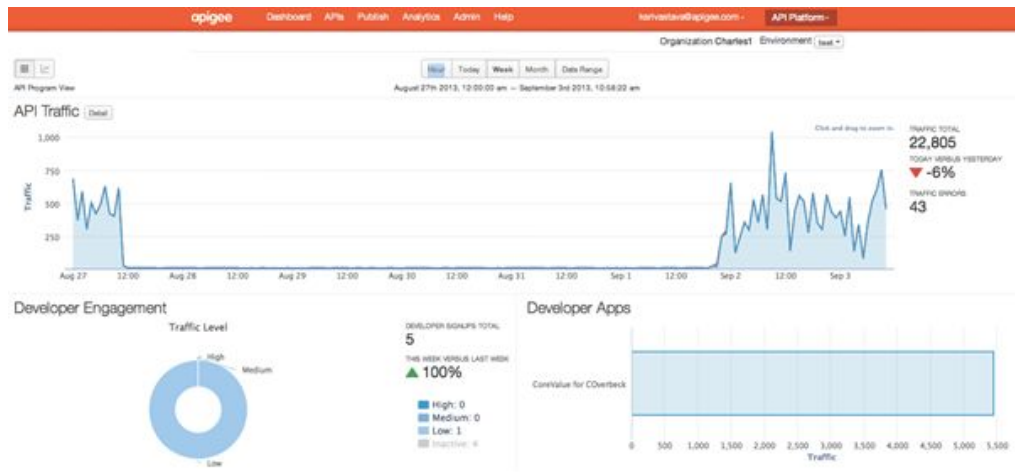 apigee Dashboard APIs Publish Analytics Admin Help API Platform
Organization Charles1 Environment test
Hour Today Week Month Date Range
API Program View August 27th 2013, 12:00:00 am — September 3rd 2013, 10:58:22 am
API Traffic Detail
Click and drag to zoom in
TRAFFIC TOTAL
22,805
TODAY VERSUS YESTERDAY
-6%
TRAFFIC ERRORS
43
Traffic
1,000
750
500
250
Aug 27 12:00 Aug 28 12:00 Aug 29 12:00 Aug 30 12:00 Aug 31 12:00 Sep 1 12:00 Sep 2 12:00 Sep 3
Developer Engagement
Traffic Level
High
Medium
Low
DEVELOPER SIGNUPS TOTAL
5
THIS WEEK VERSUS LAST WEEK
100%
High: 0
Medium: 0
Low: 1
Inactive: 4
Developer Apps
CoreValue for COverbeck
0 500 1,000 1,500 2,000 2,500 3,000 3,500 4,000 4,500 5,000 5,500
Traffic